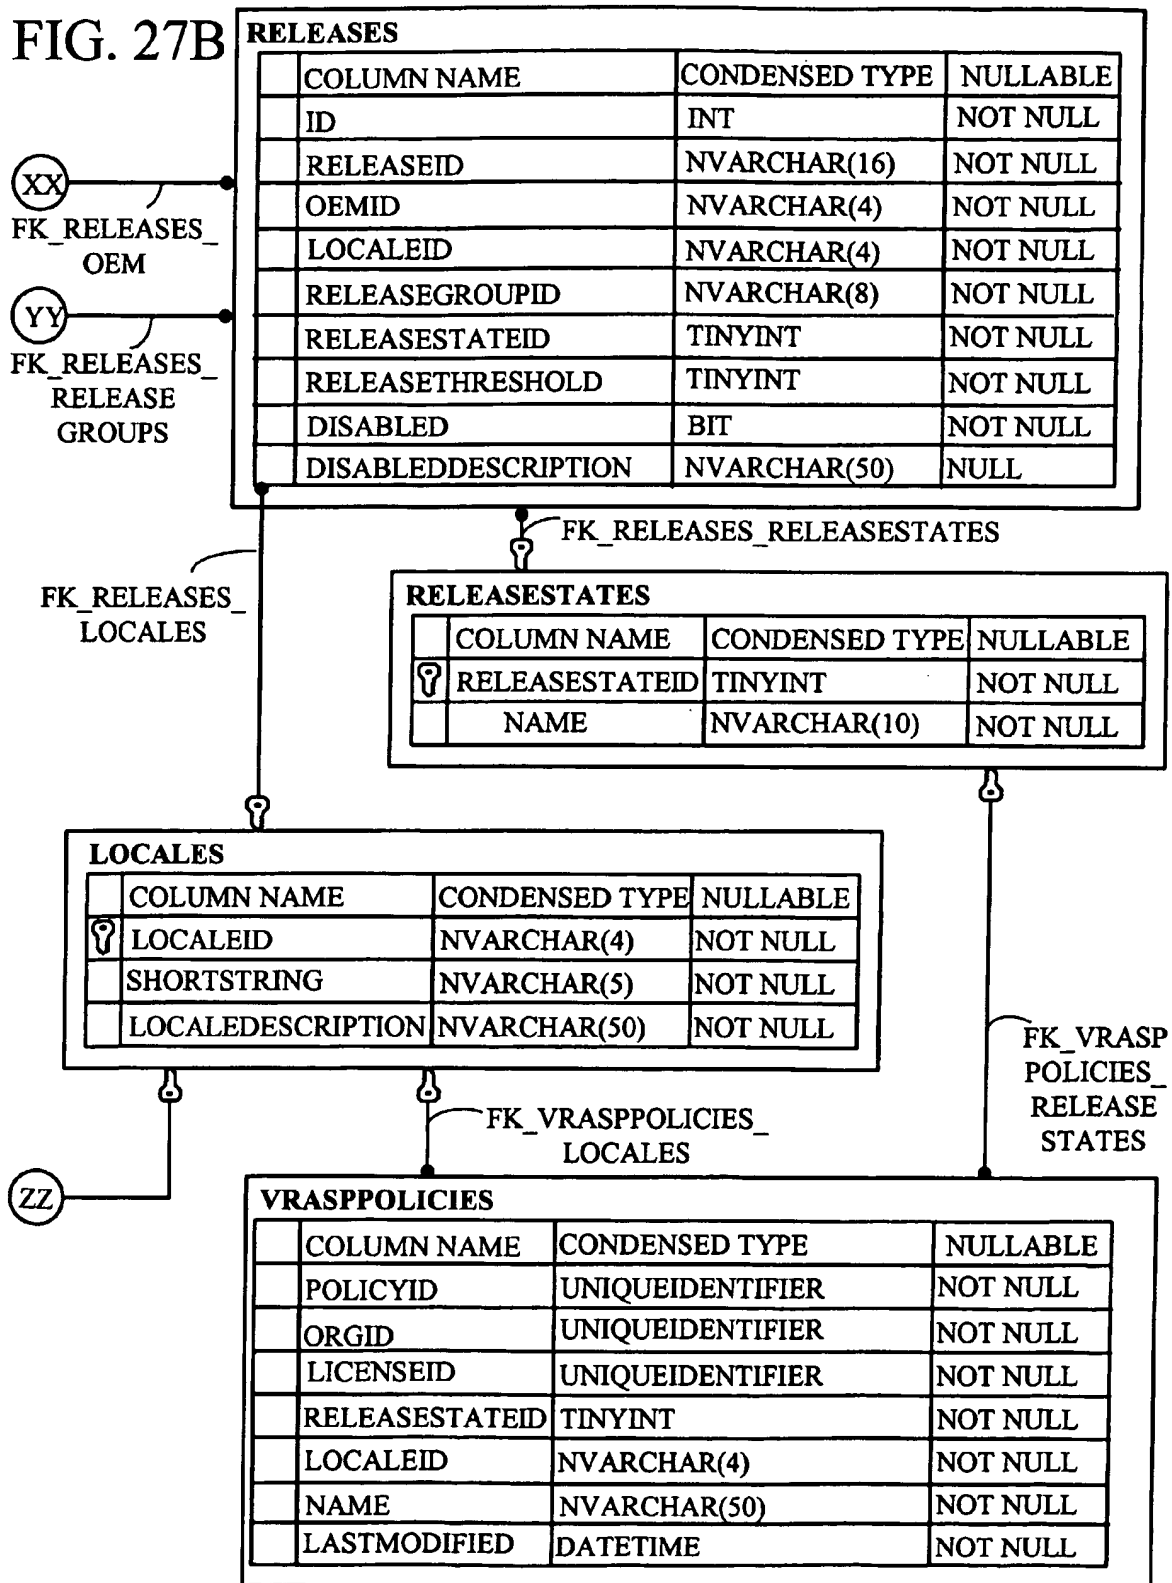 FIG. 27B
RELEASES
COLUMN NAME CONDENSED TYPE NULLABLE
ID INT NOT NULL
RELEASEID NVARCHAR(16) NOT NULL
OEMID NVARCHAR(4) NOT NULL
LOCALEID NVARCHAR(4) NOT NULL
RELEASEGROUPID NVARCHAR(8) NOT NULL
RELEASESTATEID TINYINT NOT NULL
RELEASETHRESHOLD TINYINT NOT NULL
DISABLED BIT NOT NULL
DISABLEDDESCRIPTION NVARCHAR(50) NULL
XX
FK_RELEASES_
OEM
YY
FK_RELEASES_
RELEASE
GROUPS
FK_RELEASES_RELEASESTATES
FK_RELEASES_
LOCALES
RELEASESTATES
COLUMN NAME CONDENSED TYPE NULLABLE
RELEASESTATEID TINYINT NOT NULL
NAME NVARCHAR(10) NOT NULL
LOCALES
COLUMN NAME CONDENSED TYPE NULLABLE
LOCALEID NVARCHAR(4) NOT NULL
SHORTSTRING NVARCHAR(5) NOT NULL
LOCALEDESCRIPTION NVARCHAR(50) NOT NULL
FK_VRASP
POLICIES_
RELEASE
STATES
FK_VRASPPOLICIES_
LOCALES
ZZ
VRASPPOLICIES
COLUMN NAME CONDENSED TYPE NULLABLE
POLICYID UNIQUEIDENTIFIER NOT NULL
ORGID UNIQUEIDENTIFIER NOT NULL
LICENSEID UNIQUEIDENTIFIER NOT NULL
RELEASESTATEID TINYINT NOT NULL
LOCALEID NVARCHAR(4) NOT NULL
NAME NVARCHAR(50) NOT NULL
LASTMODIFIED DATETIME NOT NULL